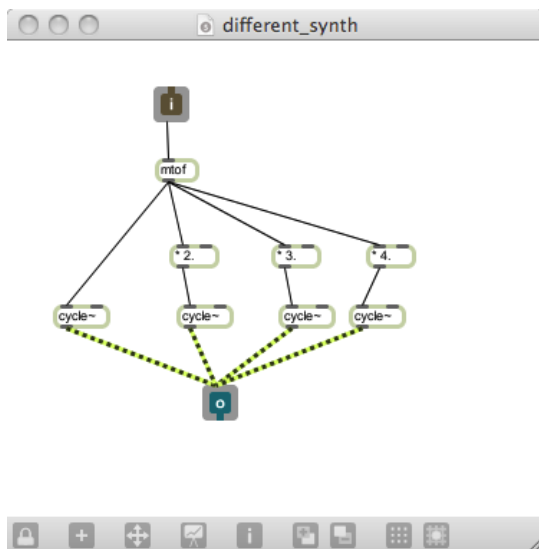 different_synth
i
mtof
* 2.
* 3.
* 4.
cycle~
cycle~
cycle~
cycle~
o
i